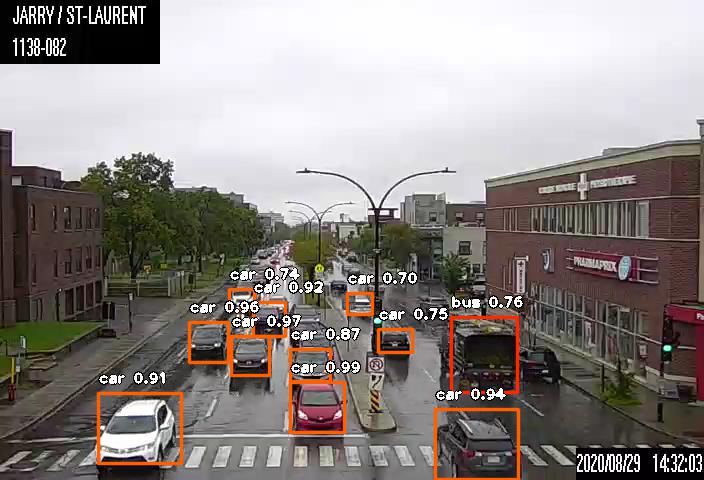 JARRY / ST-LAURENT
1138-082
car 0.74
car 0.92
car 0.70
car 0.96
car 0.97
car 0.87
car 0.75
bus 0.76
car 0.99
car 0.91
car 0.94
PHARMAPRIX
2020/08/29 14:32:03